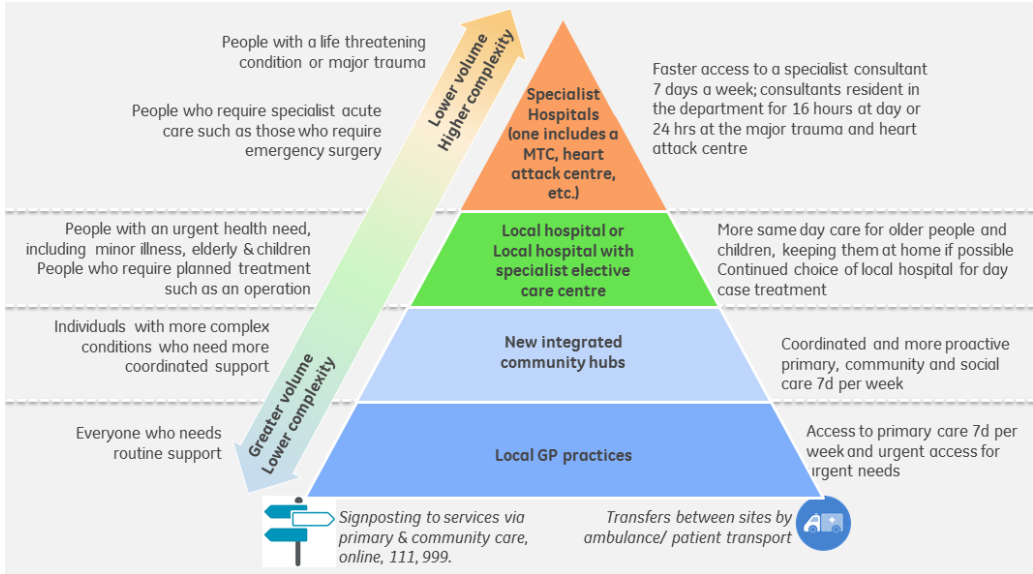 People with a life threatening
condition or major trauma
People who require specialist acute
care such as those who require
emergency surgery
Lower volume
Higher complexity
Specialist
Hospitals
(one includes a
MTC, heart
attack centre,
etc.)
Faster access to a specialist consultant
7 days a week; consultants resident in
the department for 16 hours at day or
24 hrs at the major trauma and heart
attack centre
People with an urgent health need,
including minor illness, elderly & children
People who require planned treatment
such as an operation
Local hospital or
Local hospital with
specialist elective
care centre
More same day care for older people and
children, keeping them at home if possible
Continued choice of local hospital for day
case treatment
Individuals with more complex
conditions who need more
coordinated support
New integrated
community hubs
Coordinated and more proactive
primary, community and social
care 7d per week
Greater volume
Lower complexity
Everyone who needs
routine support
Local GP practices
Access to primary care 7d per
week and urgent access for
urgent needs
Signposting to services via
primary & community care,
online, 111, 999.
Transfers between sites by
ambulance/ patient transport